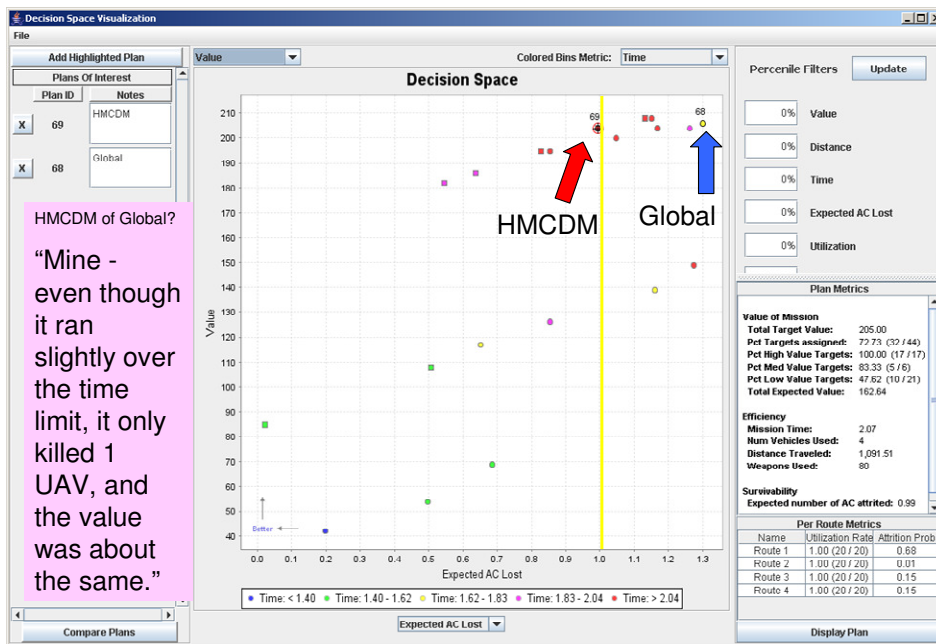 Decision Space Visualization
File
Add Highlighted Plan
Plans Of Interest
Plan ID Notes
X 69 HMCDM
X 68 Global
HMCDM of Global?
“Mine -
even though
it ran
slightly over
the time
limit, it only
killed 1
UAV, and
the value
was about
the same.”
Compare Plans
Value
Colored Bins Metric: Time
Decision Space
210
200
190
180
170
160
150
140
130
120
110
100
90
80
70
60
50
40
Value
69
68
HMCDM
Global
Better
0.0 0.1 0.2 0.3 0.4 0.5 0.6 0.7 0.8 0.9 1.0 1.1 1.2 1.3
Expected AC Lost
Time: < 1.40 Time: 1.40 - 1.62 Time: 1.62 - 1.83 Time: 1.83 - 2.04 Time: > 2.04
Expected AC Lost
Percenile Filters Update
0% Value
0% Distance
0% Time
0% Expected AC Lost
0% Utilization
Plan Metrics
Value of Mission
Total Target Value: 205.00
Pct Targets assigned: 72.73 (32 / 44)
Pct High Value Targets: 100.00 (17 / 17)
Pct Med Value Targets: 83.33 (5 / 6)
Pct Low Value Targets: 47.62 (10 / 21)
Total Expected Value: 162.64
Efficiency
Mission Time: 2.07
Num Vehicles Used: 4
Distance Traveled: 1,091.51
Weapons Used: 80
Survivability
Expected number of AC attrited: 0.99
Per Route Metrics
Name Utilization Rate Attrition Prob
Route 1 1.00 (20 / 20) 0.68
Route 2 1.00 (20 / 20) 0.01
Route 3 1.00 (20 / 20) 0.15
Route 4 1.00 (20 / 20) 0.15
Display Plan